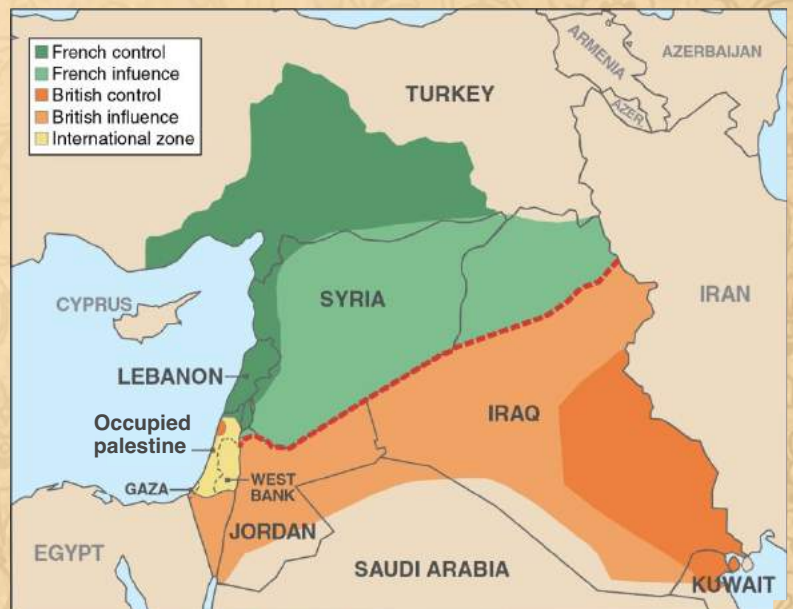 French control
French infuence
British control
British influence
International zone
TURKEY
ARMENIA
AZERBAIJAN
AZER.
CYPRUS
SYRIA
IRAN
LEBANON
Occupied
palestine
IRAQ
GAZA
WEST
BANK
JORDAN
EGYPT
SAUDI ARABIA
KUWAIT